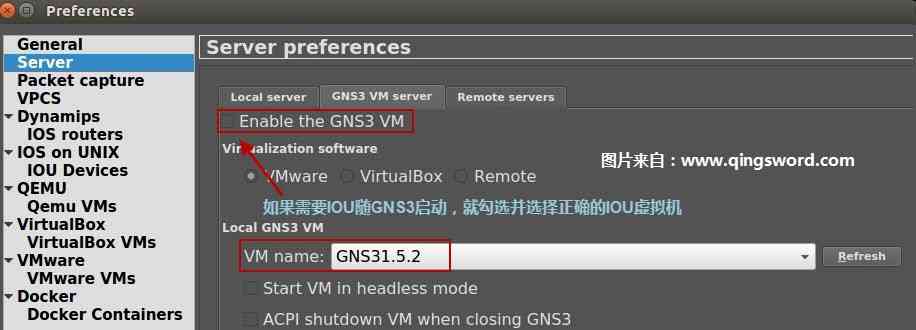 Preferences
General
Server
Packet capture
VPCS
Dynamips
IOS routers
IOS on UNIX
IOU Devices
QEMU
Qemu VMs
VirtualBox
VirtualBox VMs
VMware
VMware VMs
Docker
Docker Containers
Server preferences
Local server
GNS3 VM server
Remote servers
Enable the GNS3 VM
Virtualization software
图片来自：www.qingsword.com
VMware
VirtualBox
Remote
如果需要IOU随GNS3启动，就勾选并选择正确的IOU虚拟机
Local GNS3 VM
VM name: GNS31.5.2
Refresh
Start VM in headless mode
ACPI shutdown VM when closing GNS3